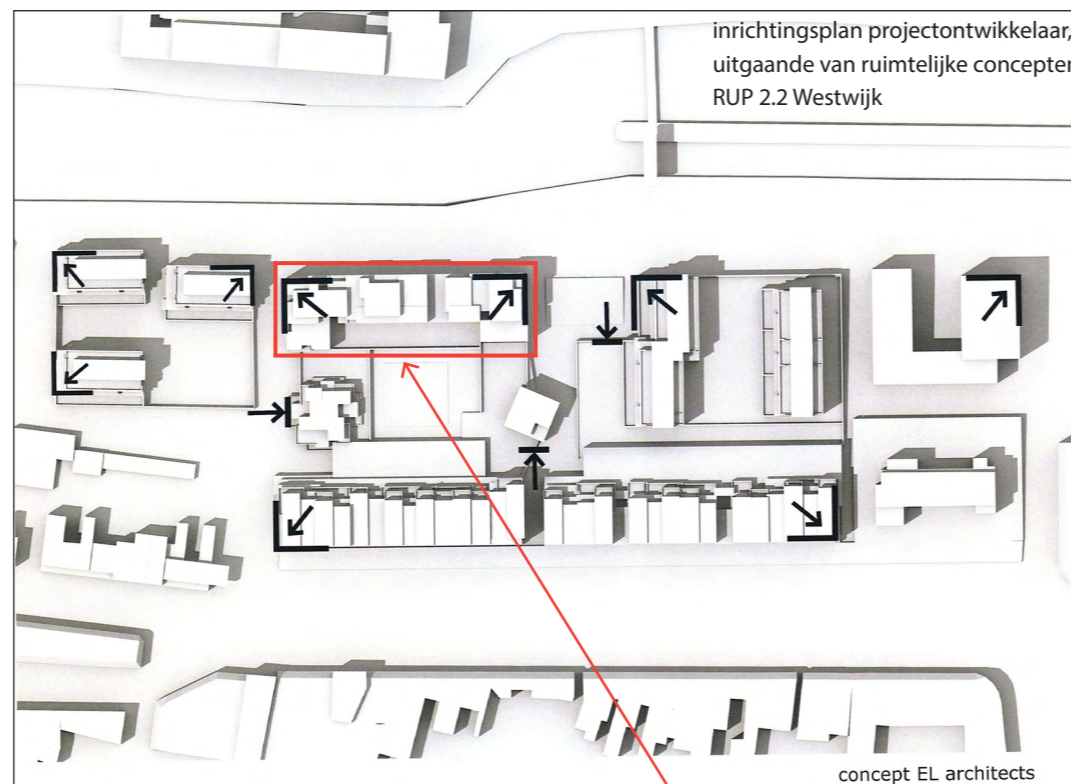 inrichtingsplan projectontwikkelaar,
uitgaande van ruimtelijke concepten
RUP 2.2 Westwijk
concept EL architects